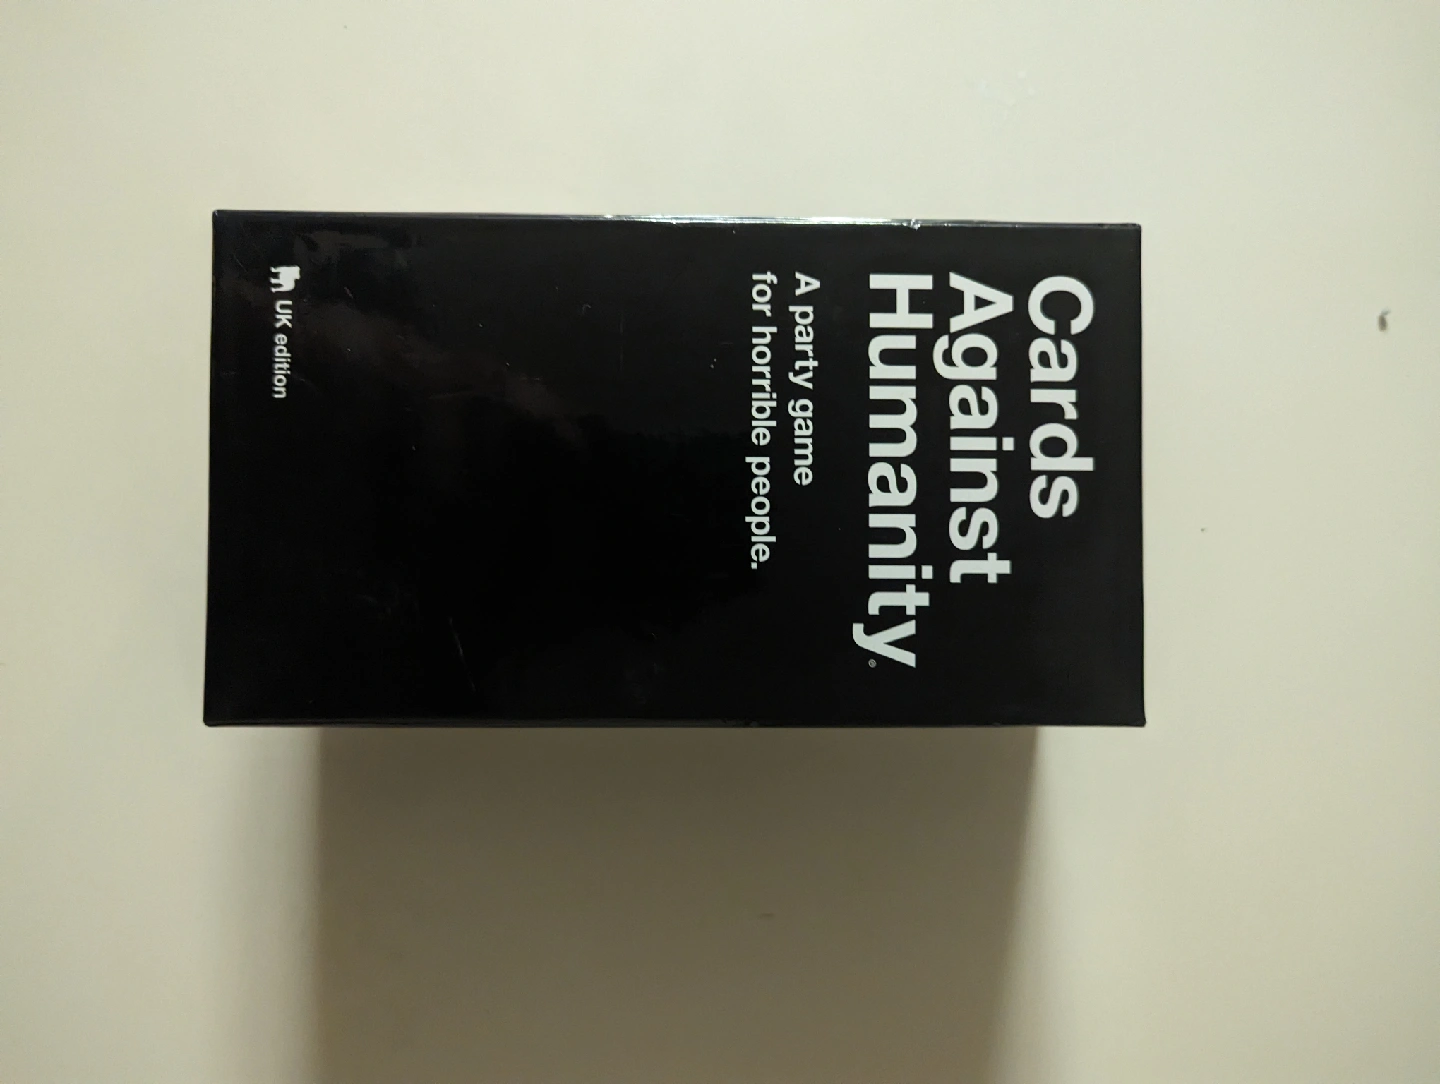 Cards
Against
Humanity®
A party game
for horrible people.
UK edition